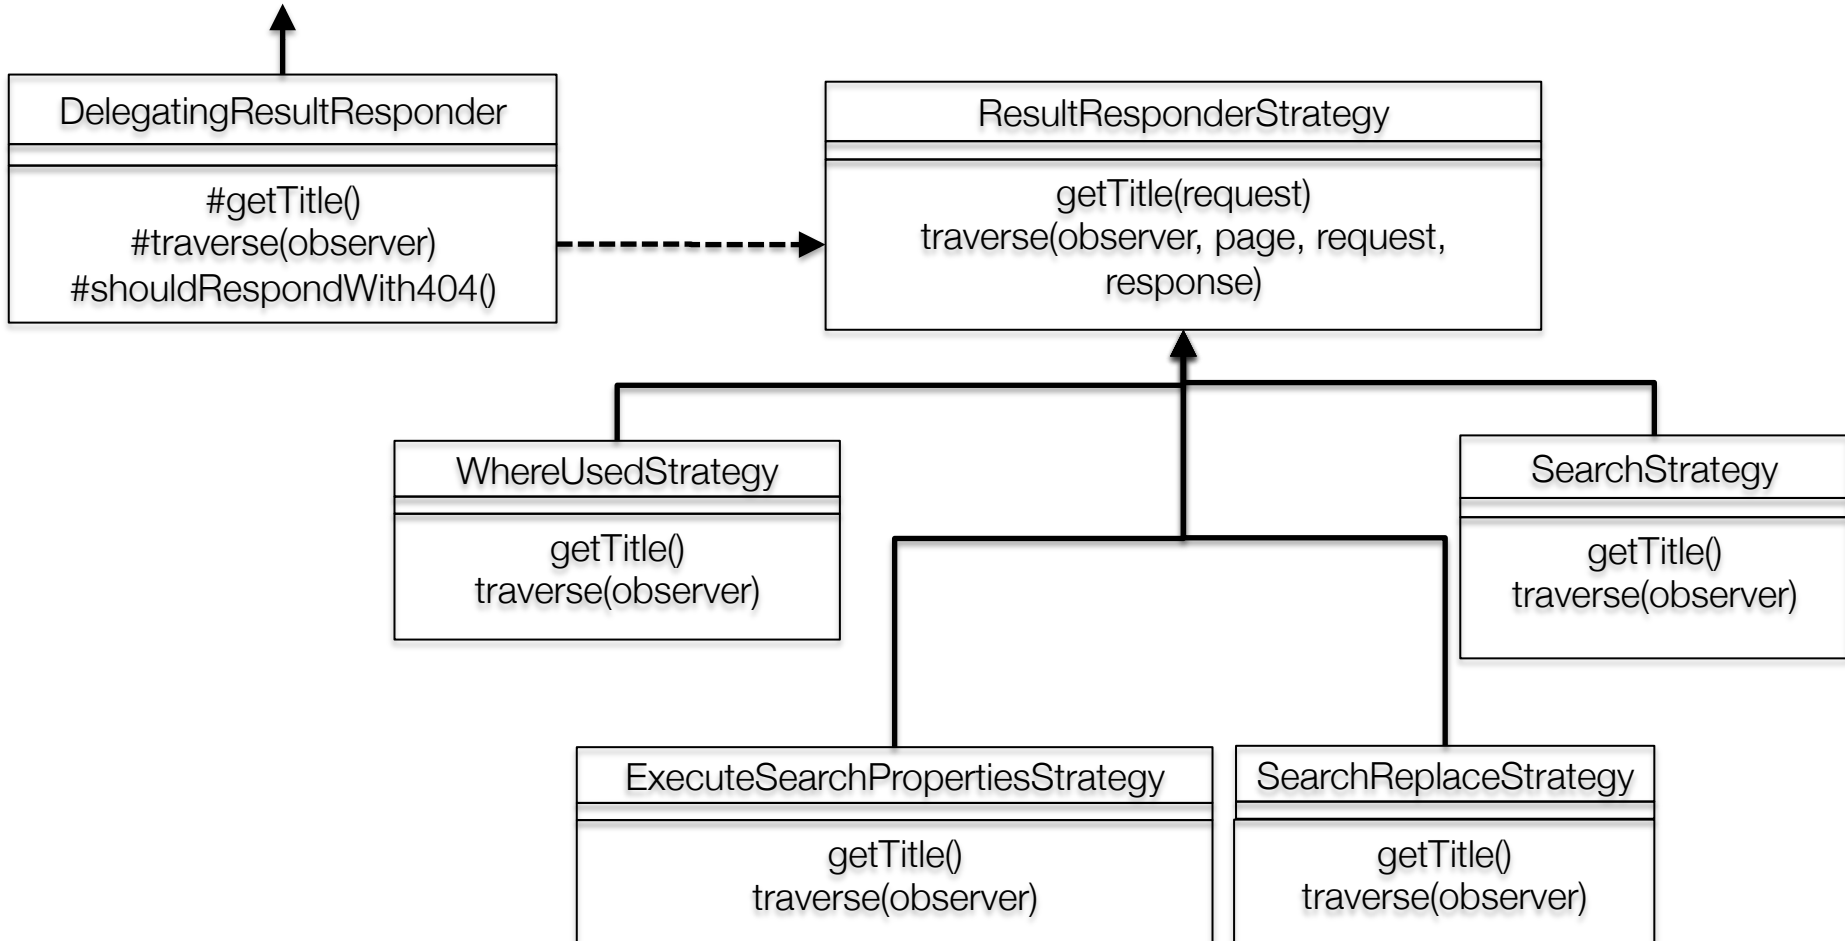 DelegatingResultResponder
#getTitle()
#traverse(observer)
#shouldRespondWith404()
ResultResponderStrategy
getTitle(request)
traverse(observer, page, request,
response)
WhereUsedStrategy
getTitle()
traverse(observer)
SearchStrategy
getTitle()
traverse(observer)
ExecuteSearchPropertiesStrategy
getTitle()
traverse(observer)
SearchReplaceStrategy
getTitle()
traverse(observer)